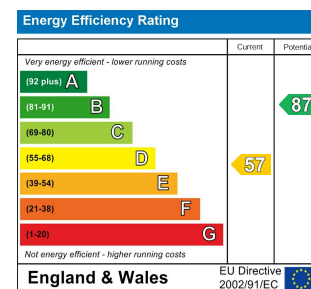 Energy Efficiency Rating
Current Potentia
Very energy efficient - lower running costs
(92 plus) A
(81-91) B
87
(69-80) C
(55-68) D
57
(39-54) E
(21-38) F
(1-20) G
Not energy efficient - higher running costs
England & Wales
EU Directive
2002/91/EC